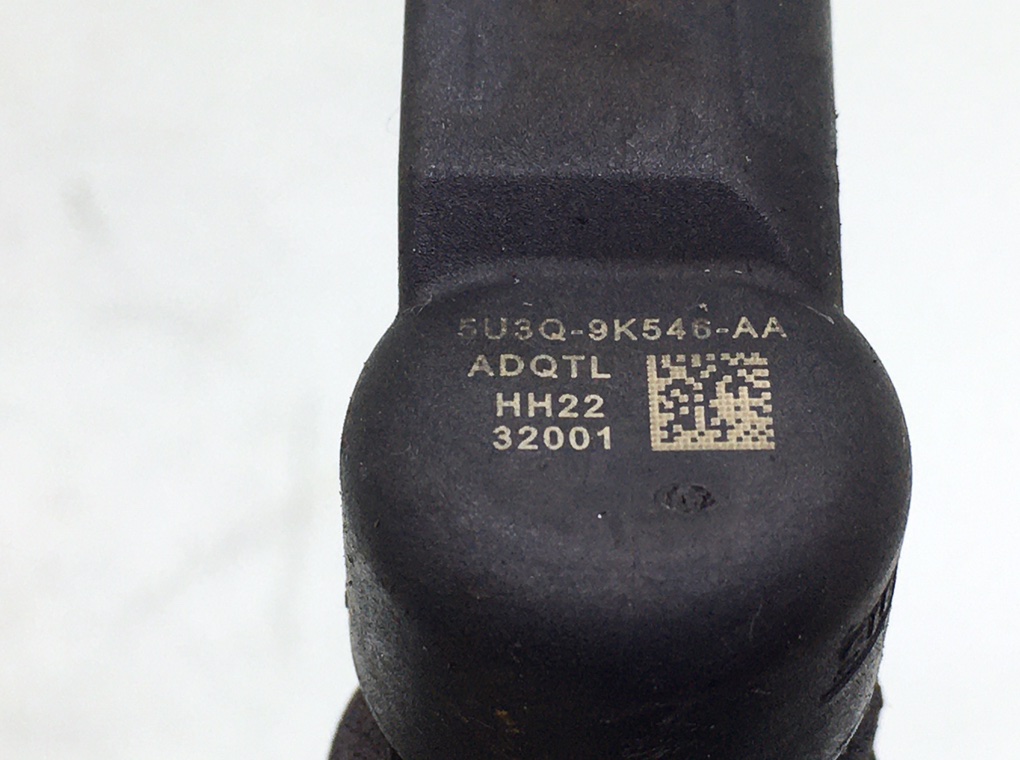 5U3Q-9K546-AA
ADQTL
HH22
32001